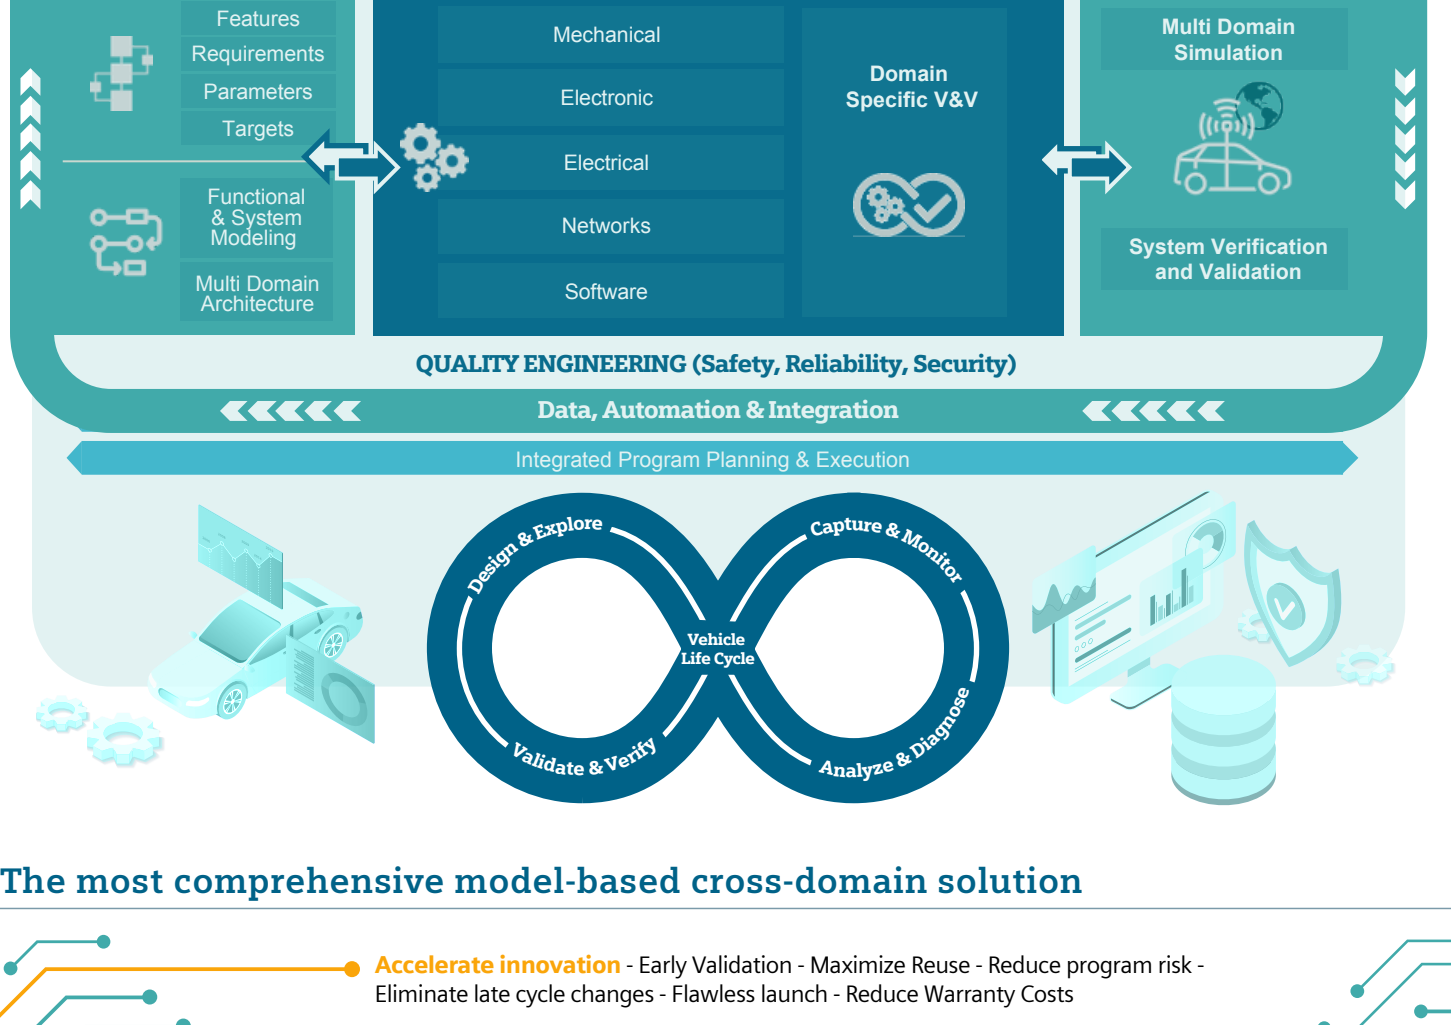 Features
Requirements
Parameters
Targets
Functional
& System
Modeling
Multi Domain
Architecture
Mechanical
Electronic
Electrical
Networks
Software
Domain
Specific V&V
Multi Domain
Simulation
System Verification
and Validation
QUALITY ENGINEERING (Safety, Reliability, Security)
Data, Automation & Integration
Integrated Program Planning & Execution
Design & Explore
Capture & Monitor
Vehicle
Life Cycle
Validate & Verify
Analyze & Diagnose
The most comprehensive model-based cross-domain solution
Accelerate innovation - Early Validation - Maximize Reuse - Reduce program risk -
Eliminate late cycle changes - Flawless launch - Reduce Warranty Costs